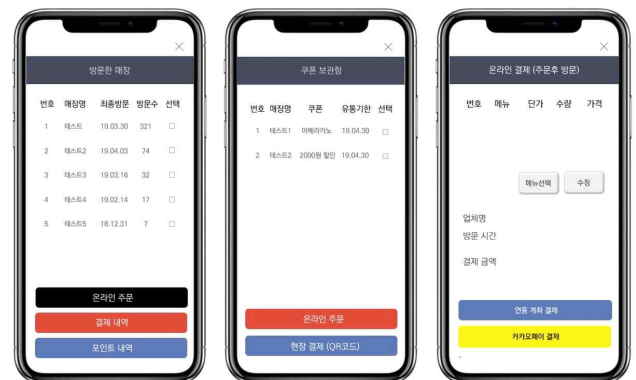 방문한 매장
번호 매장명 최종방문 방문수 선택
1 테스트 19.03.30 321
2 테스트2 19.04.03 74
3 테스트3 19.03.16 32
4 테스트4 19.02.14 17
5 테스트5 18.12.31 7
온라인 주문
결제 내역
포인트 내역
쿠폰 보관함
번호 매장명 쿠폰 유통기한 선택
1 테스트1 아메리카노 19.04.30
2 테스트2 2000원 할인 19.04.30
온라인 주문
현장 결제 (QR코드)
온라인 결제 (주문후 방문)
번호 메뉴 단가 수량 가격
메뉴선택 수정
업체명
방문 시간
결제 금액
연동 계좌 결제
카카오페이 결제